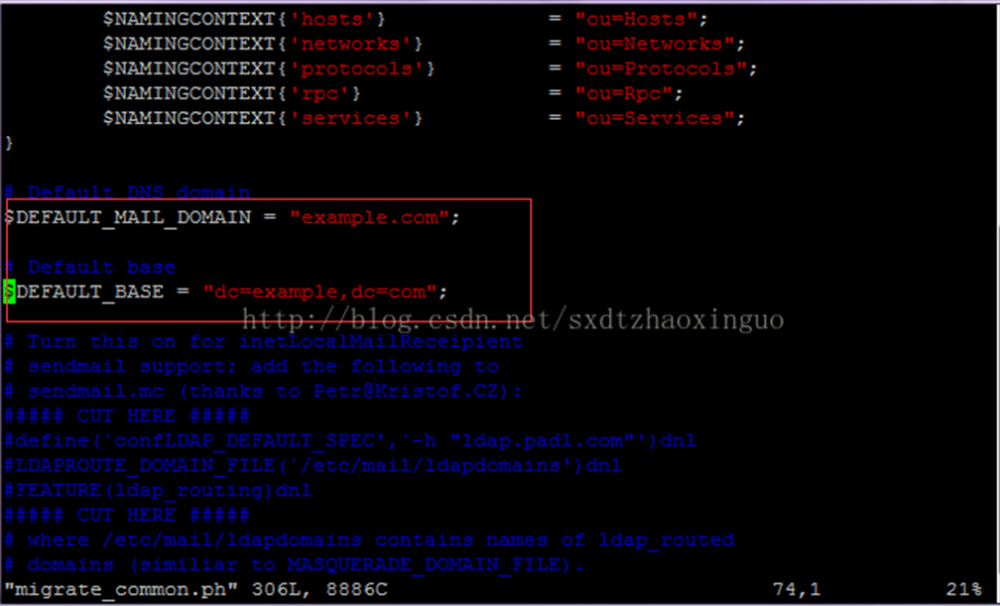 $NAMINGCONTEXT{'hosts'} = "ou=Hosts";
$NAMINGCONTEXT{'networks'} = "ou=Networks";
$NAMINGCONTEXT{'protocols'} = "ou=Protocols";
$NAMINGCONTEXT{'rpc'} = "ou=Rpc";
$NAMINGCONTEXT{'services'} = "ou=Services";
}
# Default DNS domain
$DEFAULT_MAIL_DOMAIN = "example.com";
# Default base
$DEFAULT_BASE = "dc=example,dc=com";
http://blog.csdn.net/sxdtzhaoxinguo
# Turn this on for inetLocalMailReceipient
# sendmail support; add the following to
# sendmail.mc (thanks to Petr@Kristof.CZ):
##### CUT HERE #####
#define(`confLDAP_DEFAULT_SPEC',`-h "ldap.padl.com"')dnl
#LDAPROUTE_DOMAIN_FILE(`/etc/mail/ldapdomains')dnl
#FEATURE(ldap_routing)dnl
##### CUT HERE #####
# where /etc/mail/ldapdomains contains names of ldap_routed
# domains (similiar to MASQUERADE_DOMAIN_FILE).
"migrate_common.ph" 306L, 8886C 74,1 21%